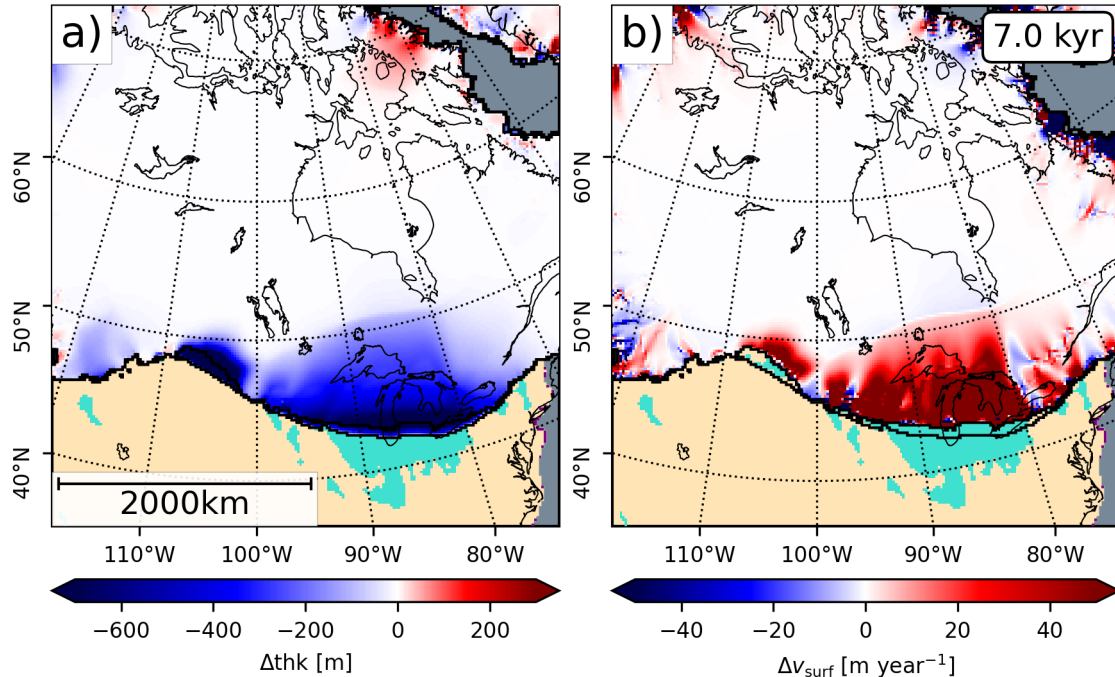 a)
b)
7.0 kyr
60°N
50°N
40°N
60°N
50°N
40°N
2000km
110°W
100°W
90°W
80°W
110°W
100°W
90°W
80°W
−600
−400
−200
0
200
−40
−20
0
20
40
Δthk [m]
Δv_surf [m year⁻¹]